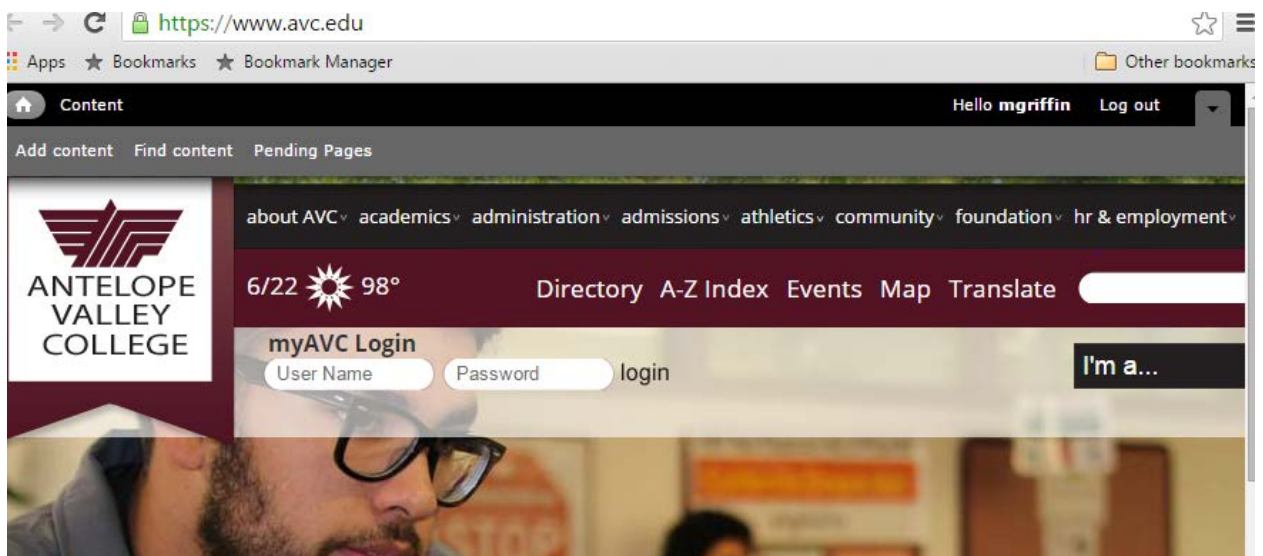 https://www.avc.edu
Apps Bookmarks Bookmark Manager Other bookmarks
Content Hello mgriffin Log out
Add content Find content Pending Pages
about AVC academics administration admissions athletics community foundation hr & employment
ANTELOPE
VALLEY
COLLEGE
6/22 98° Directory A-Z Index Events Map Translate
myAVC Login
User Name Password login
I'm a...
STOP